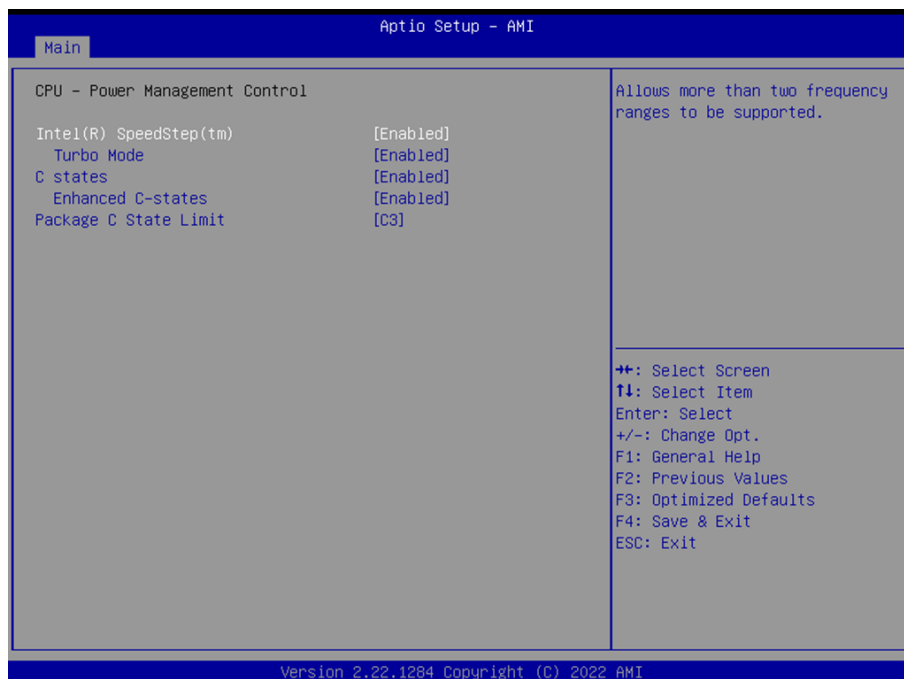 Aptio Setup – AMI
Main
CPU – Power Management Control
Intel(R) SpeedStep(tm) [Enabled]
Turbo Mode [Enabled]
C states [Enabled]
Enhanced C-states [Enabled]
Package C State Limit [C3]
Allows more than two frequency
ranges to be supported.
→←: Select Screen
↑↓: Select Item
Enter: Select
+/-: Change Opt.
F1: General Help
F2: Previous Values
F3: Optimized Defaults
F4: Save & Exit
ESC: Exit
Version 2.22.1284 Copyright (C) 2022 AMI